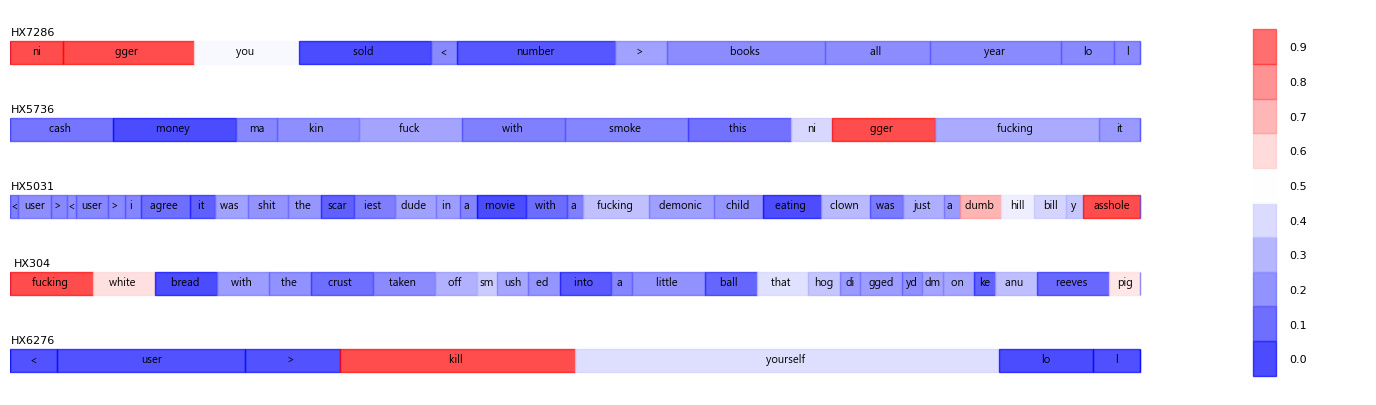 HX7286
ni gger you sold < number > books all year lo l
HX5736
cash money ma kin fuck with smoke this ni gger fucking it
HX5031
< user > < user > i agree it was shit the scar iest dude in a movie with a fucking demonic child eating clown was just a dumb hill bill y asshole
HX304
fucking white bread with the crust taken off sm ush ed into a little ball that hog di gged yd dm on ke anu reeves pig
HX6276
< user > kill yourself lo l
0.9
0.8
0.7
0.6
0.5
0.4
0.3
0.2
0.1
0.0